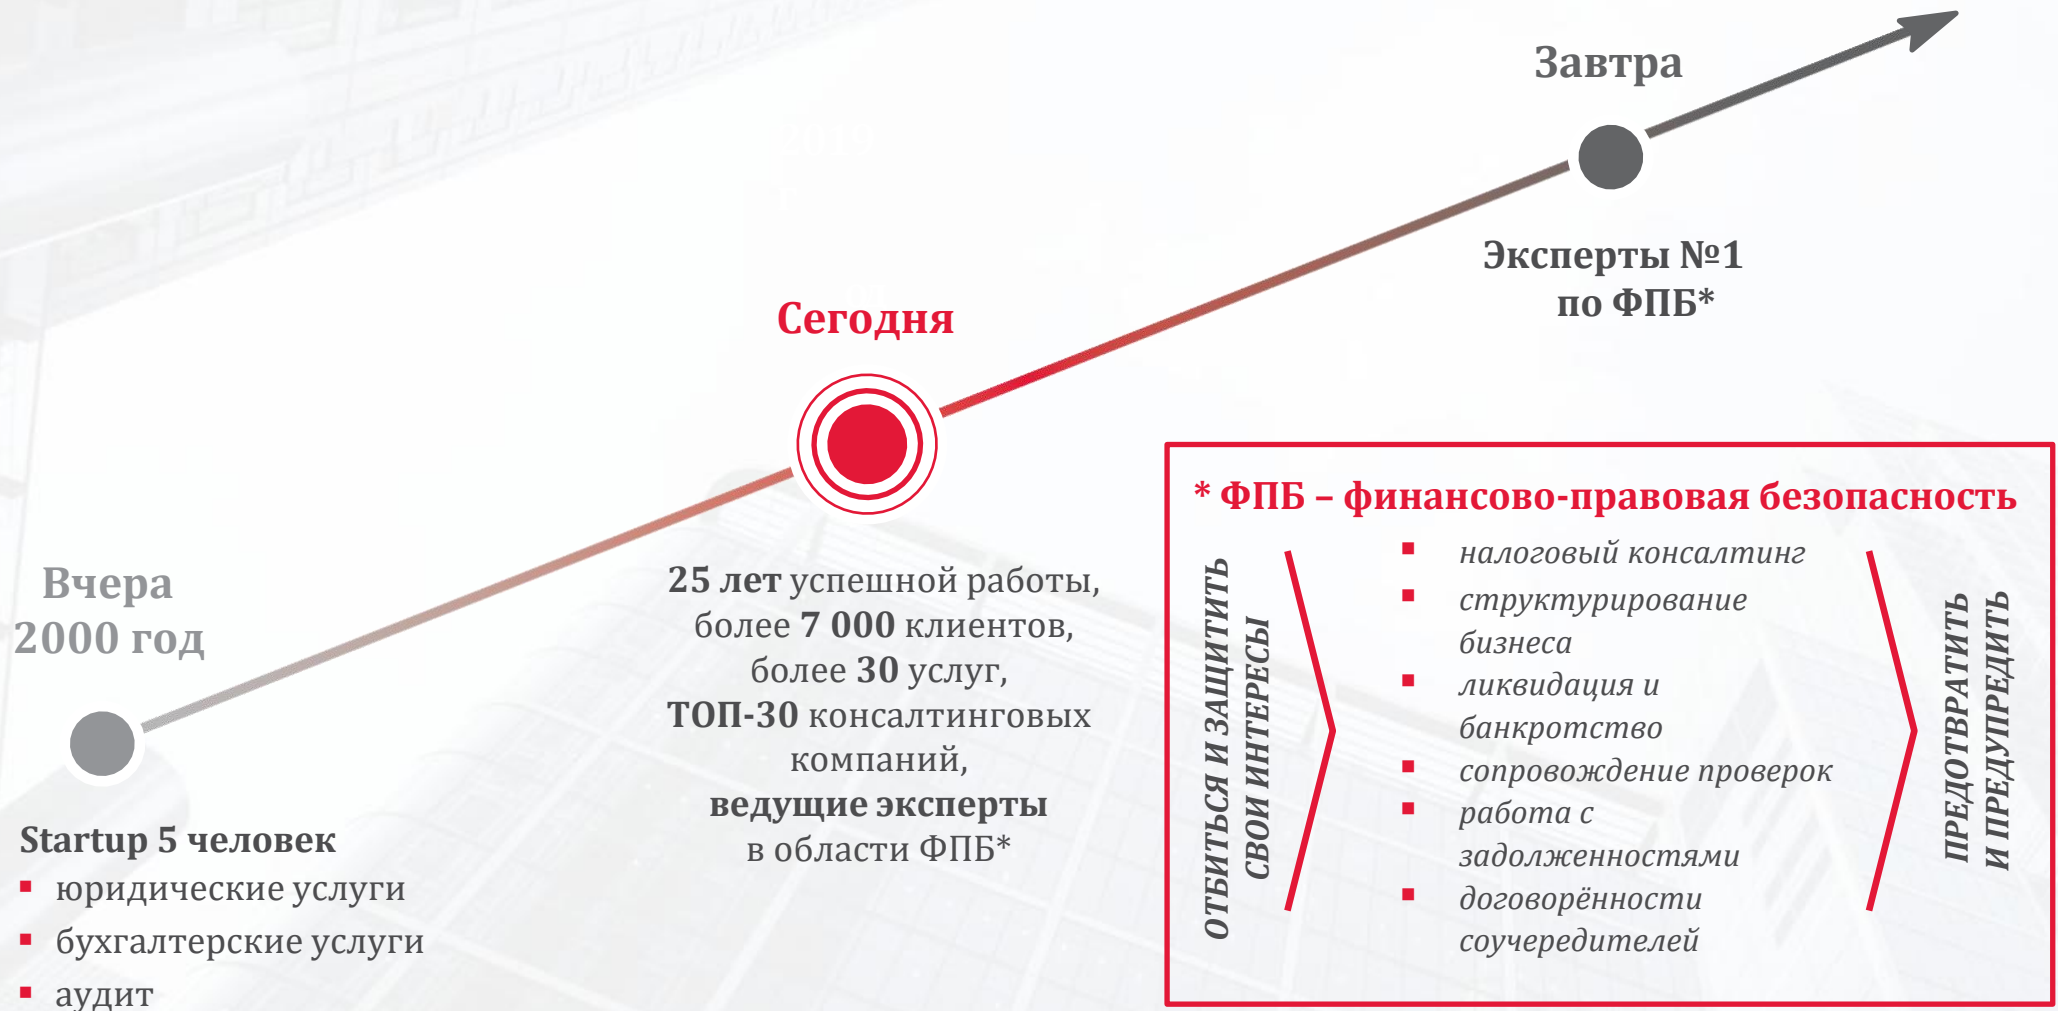 Завтра
Эксперты №1
по ФПБ*
2019
г
Сегодня
25 лет успешной работы,
более 7 000 клиентов,
более 30 услуг,
ТОП-30 консалтинговых
компаний,
ведущие эксперты
в области ФПБ*
Вчера
2000 год
Startup 5 человек
▪ юридические услуги
▪ бухгалтерские услуги
▪ аудит
* ФПБ – финансово-правовая безопасность
ОТБИТЬСЯ И ЗАЩИТИТЬ
СВОИ ИНТЕРЕСЫ
▪ налоговый консалтинг
▪ структурирование
бизнеса
▪ ликвидация и
банкротство
▪ сопровождение проверок
▪ работа с
задолженностями
▪ договорённости
соучередителей
ПРЕДОТВРАТИТЬ
И ПРЕДУПРЕДИТЬ